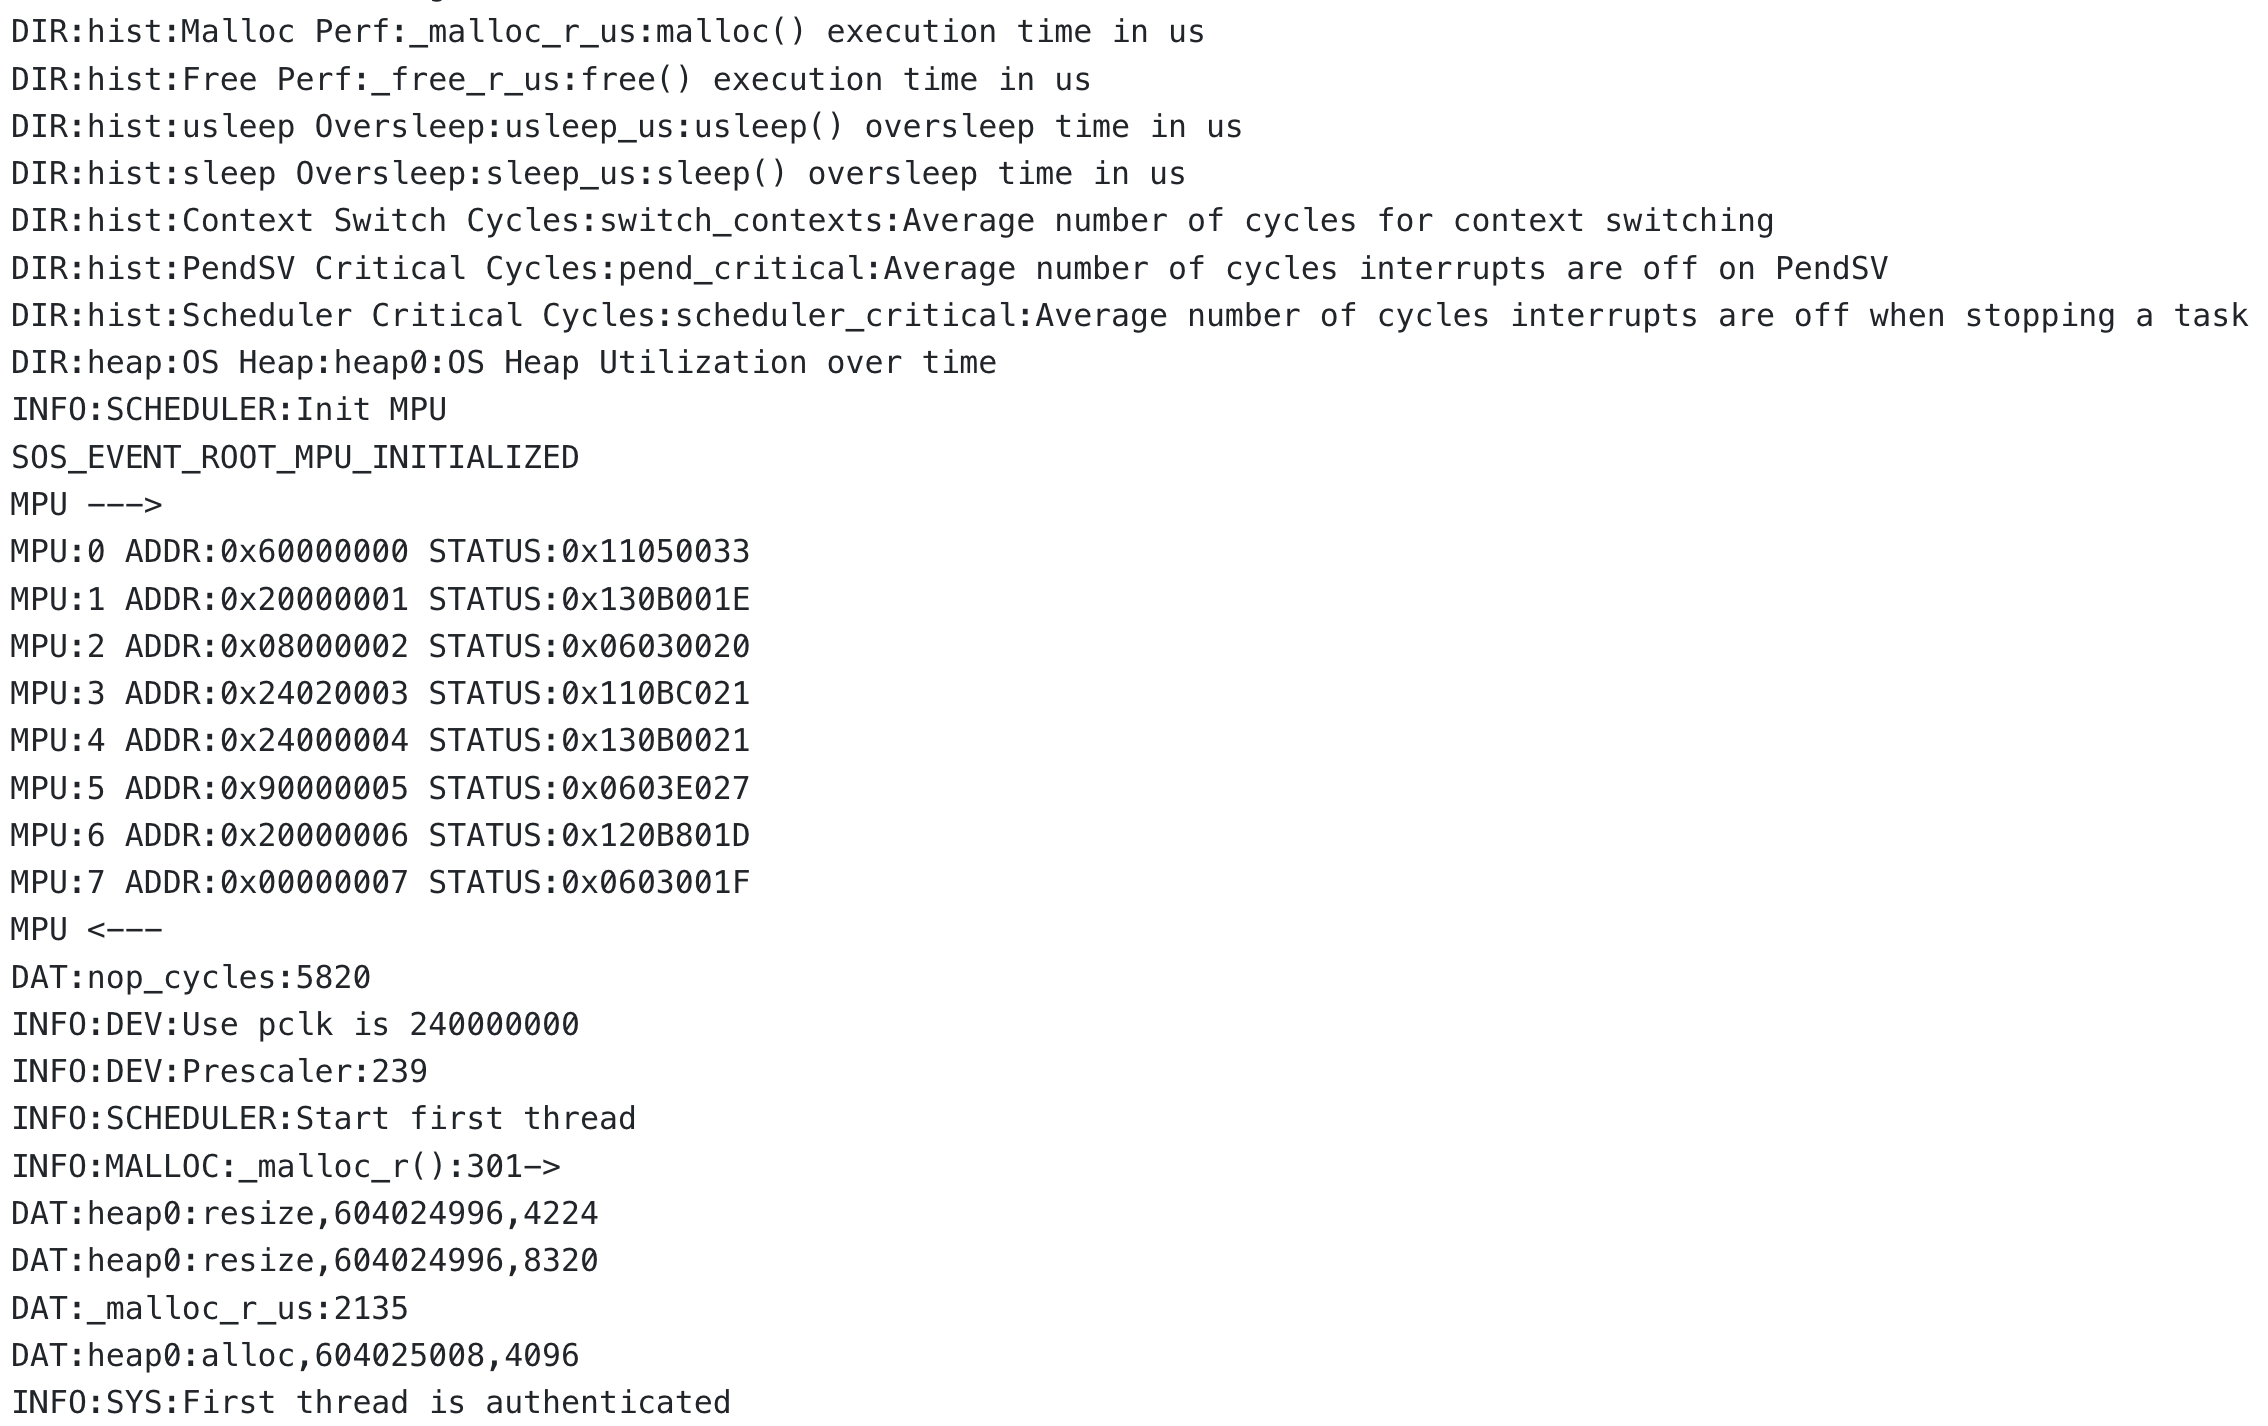 DIR:hist:Malloc Perf:_malloc_r_us:malloc() execution time in us
DIR:hist:Free Perf:_free_r_us:free() execution time in us
DIR:hist:usleep Oversleep:usleep_us:usleep() oversleep time in us
DIR:hist:sleep Oversleep:sleep_us:sleep() oversleep time in us
DIR:hist:Context Switch Cycles:switch_contexts:Average number of cycles for context switching
DIR:hist:PendSV Critical Cycles:pend_critical:Average number of cycles interrupts are off on PendSV
DIR:hist:Scheduler Critical Cycles:scheduler_critical:Average number of cycles interrupts are off when stopping a task
DIR:heap:OS Heap:heap0:OS Heap Utilization over time
INFO:SCHEDULER:Init MPU
SOS_EVENT_ROOT_MPU_INITIALIZED
MPU --->
MPU:0 ADDR:0x60000000 STATUS:0x11050033
MPU:1 ADDR:0x20000001 STATUS:0x130B001E
MPU:2 ADDR:0x08000002 STATUS:0x06030020
MPU:3 ADDR:0x24020003 STATUS:0x110BC021
MPU:4 ADDR:0x24000004 STATUS:0x130B0021
MPU:5 ADDR:0x90000005 STATUS:0x0603E027
MPU:6 ADDR:0x20000006 STATUS:0x120B801D
MPU:7 ADDR:0x00000007 STATUS:0x0603001F
MPU <---
DAT:nop_cycles:5820
INFO:DEV:Use pclk is 240000000
INFO:DEV:Prescaler:239
INFO:SCHEDULER:Start first thread
INFO:MALLOC:_malloc_r():301->
DAT:heap0:resize,604024996,4224
DAT:heap0:resize,604024996,8320
DAT:_malloc_r_us:2135
DAT:heap0:alloc,604025008,4096
INFO:SYS:First thread is authenticated